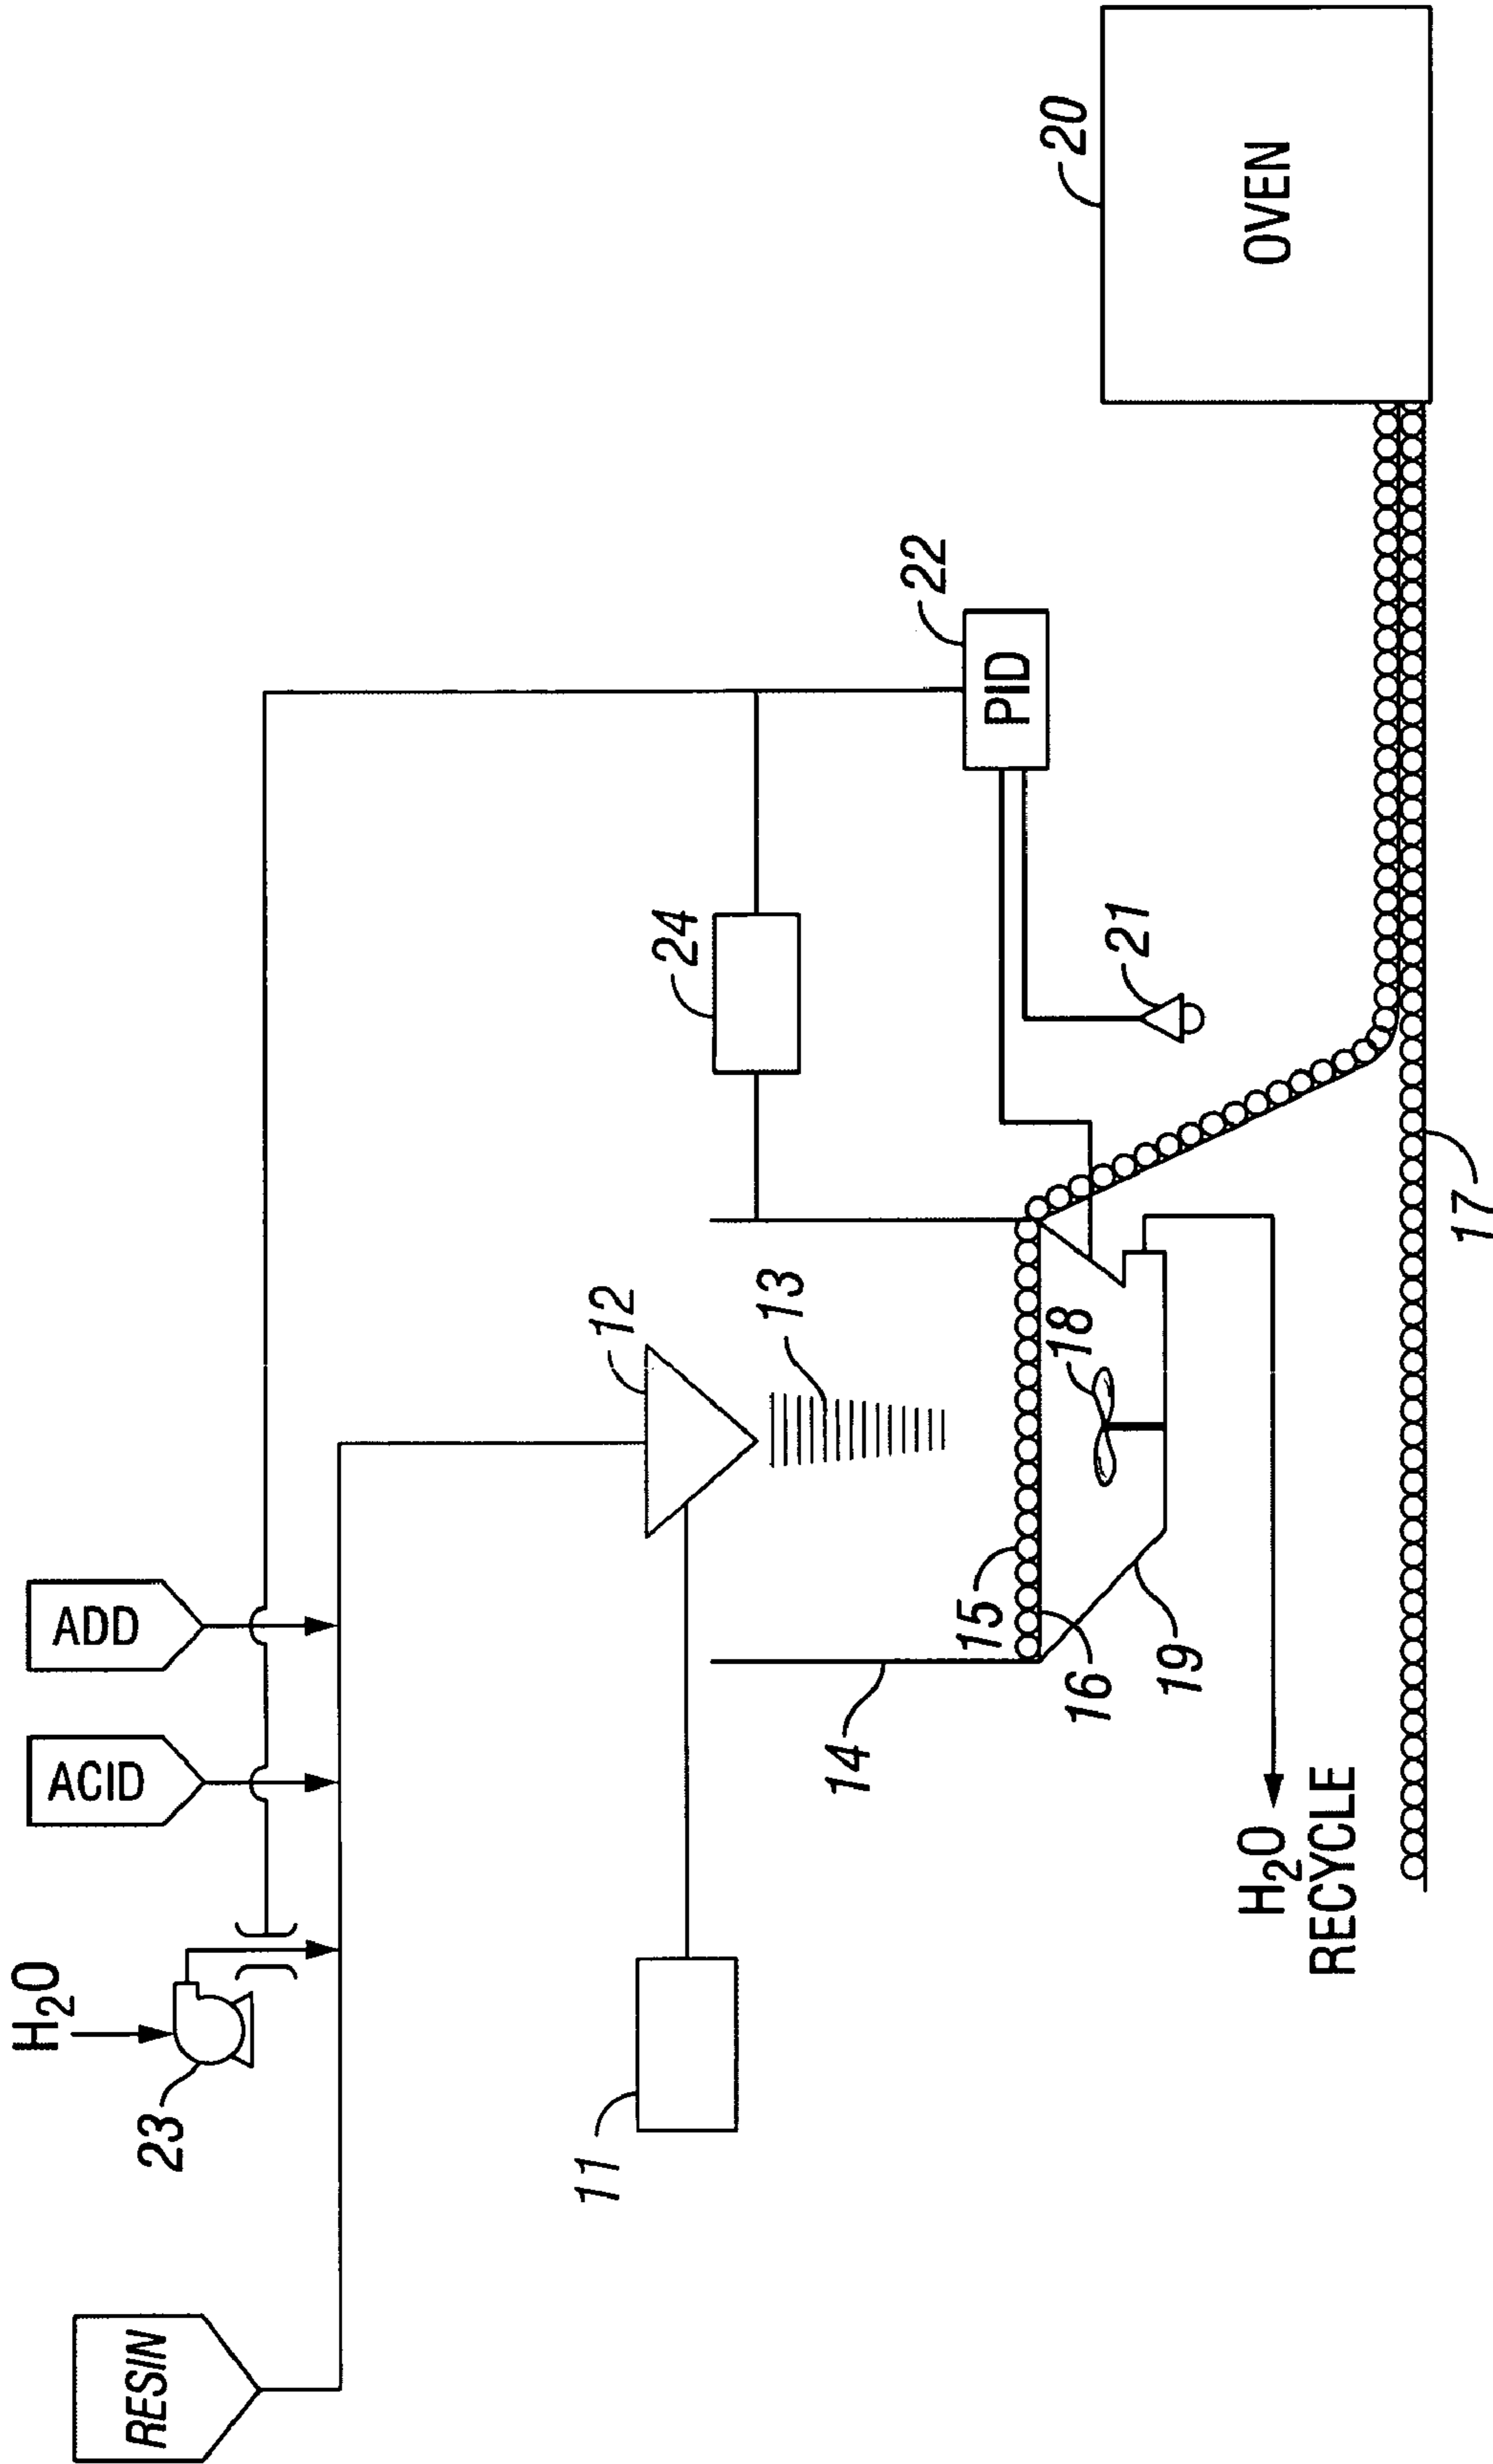 RESIN
H₂O
23
ACID
ADD
11
12
13
24
14
15
16
18
19
22
PID
21
20
OVEN
H₂O
RECYCLE
17